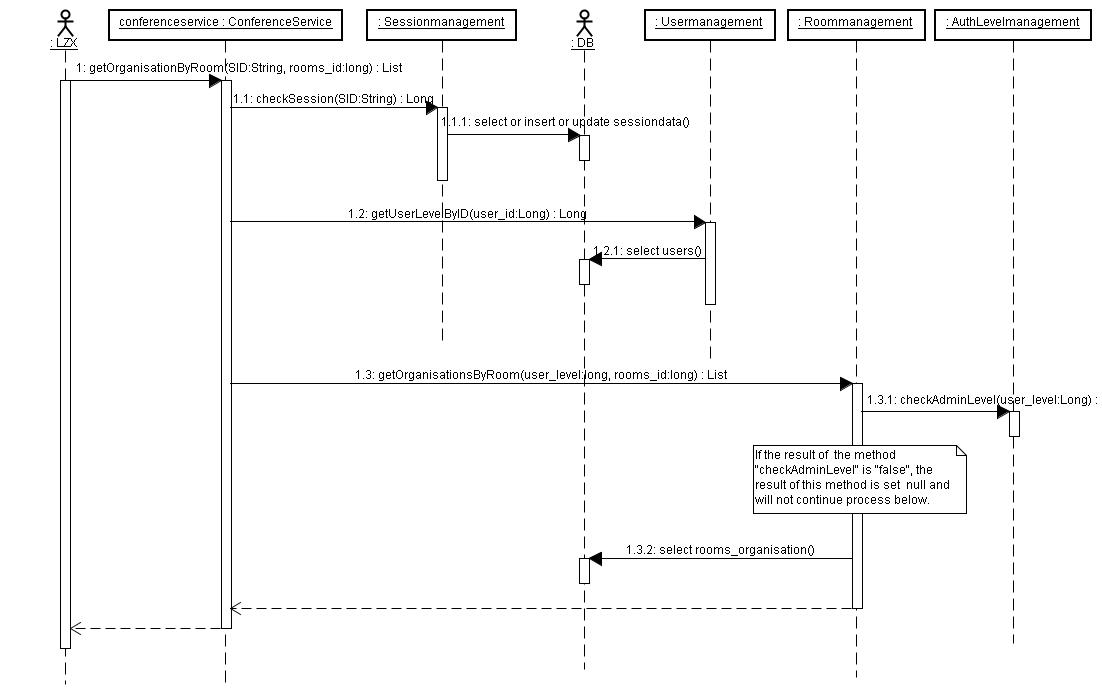 conferenceservice : ConferenceService
: Sessionmanagement
: Usermanagement
: Roommanagement
: AuthLevelmanagement
: LZX
: DB
1: getOrganisationByRoom(SID:String, rooms_id:long) : List
1.1: checkSession(SID:String) : Long
1.1.1: select or insert or update sessiondata()
1.2: getUserLevelByID(user_id:Long) : Long
1.2.1: select users()
1.3: getOrganisationsByRoom(user_level:long, rooms_id:long) : List
1.3.1: checkAdminLevel(user_level:Long) :
If the result of the method
"checkAdminLevel" is "false", the
result of this method is set null and
will not continue process below.
1.3.2: select rooms_organisation()